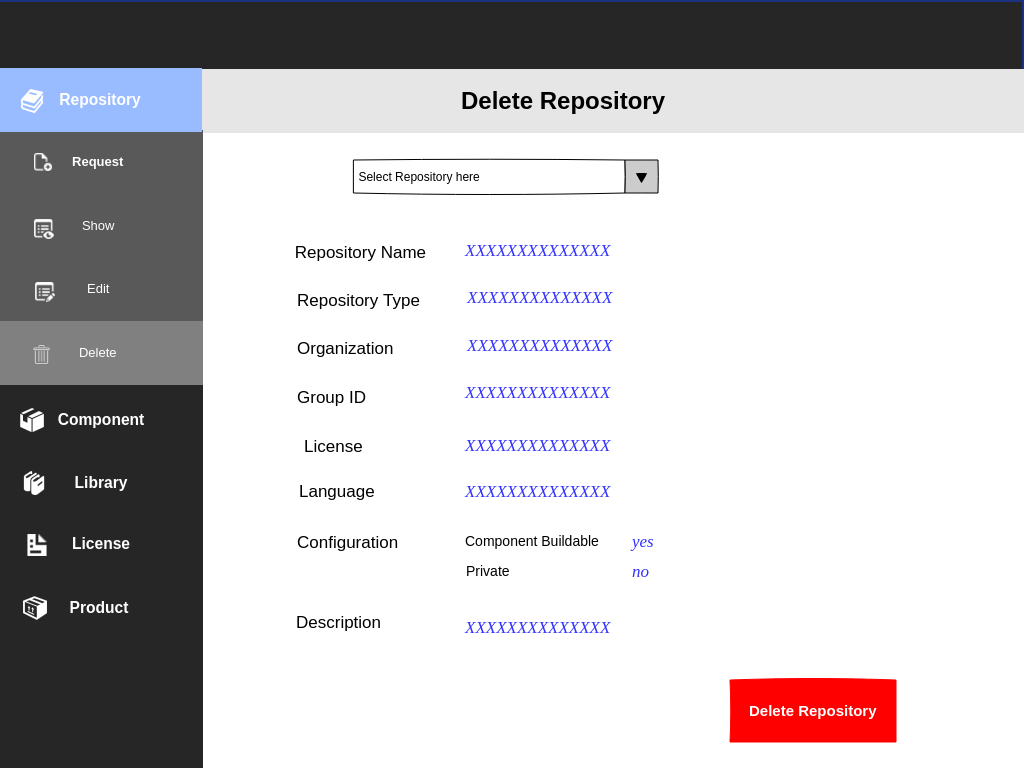 Repository
Request
Show
Edit
Delete
Component
Library
License
Product
Delete Repository
Select Repository here
Repository Name XXXXXXXXXXXXXX
Repository Type XXXXXXXXXXXXXX
Organization XXXXXXXXXXXXXX
Group ID XXXXXXXXXXXXXX
License XXXXXXXXXXXXXX
Language XXXXXXXXXXXXXX
Configuration Component Buildable yes
Private no
Description XXXXXXXXXXXXXX
Delete Repository